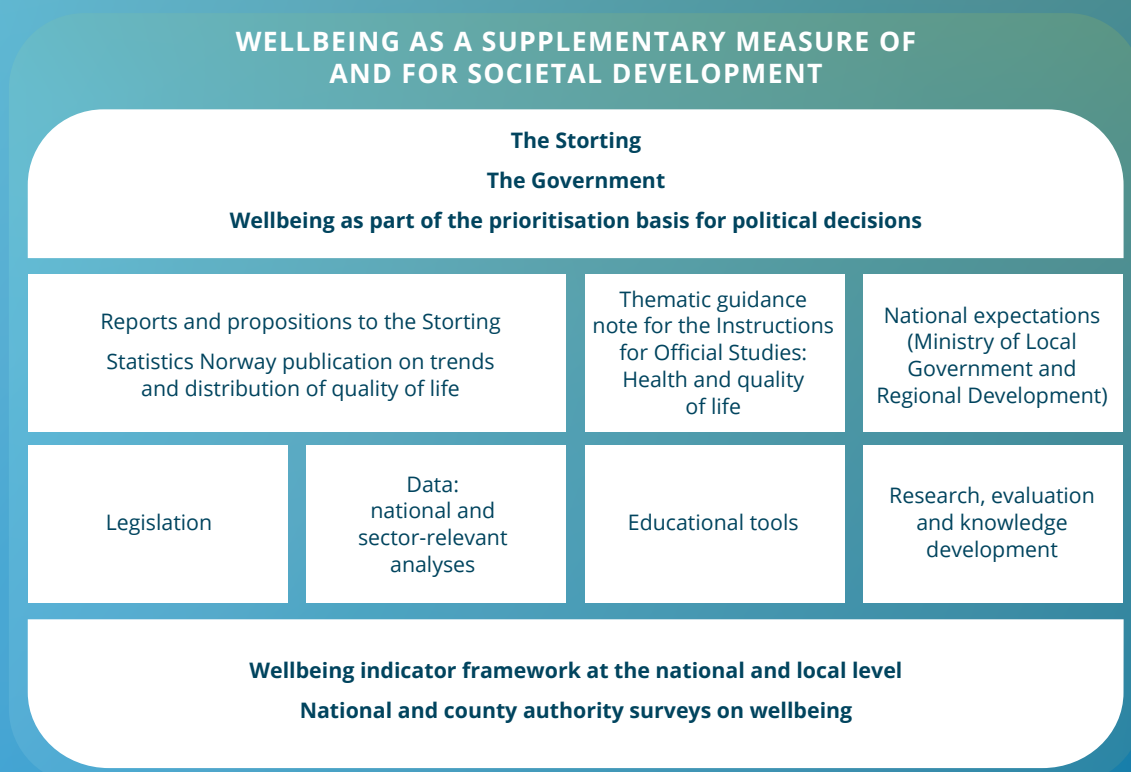 WELLBEING AS A SUPPLEMENTARY MEASURE OF
AND FOR SOCIETAL DEVELOPMENT
The Storting
The Government
Wellbeing as part of the prioritisation basis for political decisions
Reports and propositions to the Storting
Statistics Norway publication on trends
and distribution of quality of life
Thematic guidance
note for the Instructions
for Official Studies:
Health and quality
of life
National expectations
(Ministry of Local
Government and
Regional Development)
Legislation
Data:
national and
sector-relevant
analyses
Educational tools
Research, evaluation
and knowledge
development
Wellbeing indicator framework at the national and local level
National and county authority surveys on wellbeing